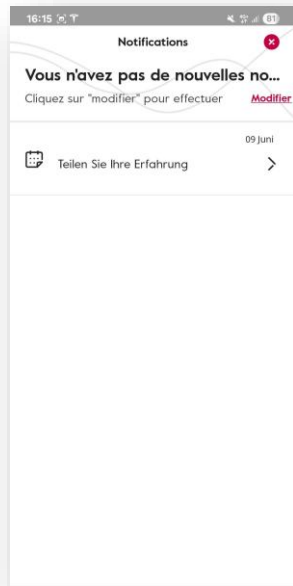 16:15
81
Notifications
Vous n'avez pas de nouvelles no...
Cliquez sur "modifier" pour effectuer
Modifier
09 Juni
Teilen Sie Ihre Erfahrung